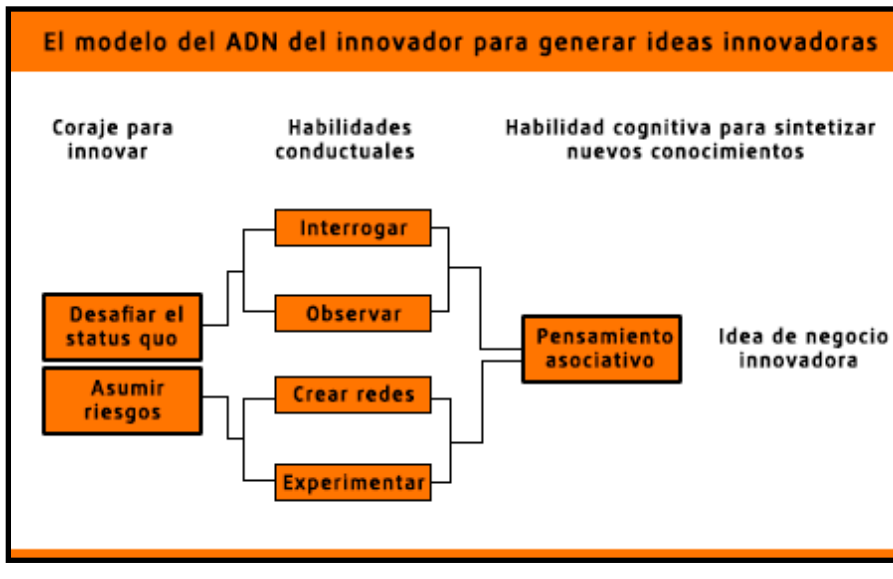 El modelo del ADN del innovador para generar ideas innovadoras
Coraje para
innovar
Habilidades
conductuales
Habilidad cognitiva para sintetizar
nuevos conocimientos
Interrogar
Observar
Desafiar el
status quo
Asumir
riesgos
Crear redes
Experimentar
Pensamiento
asociativo
Idea de negocio
innovadora